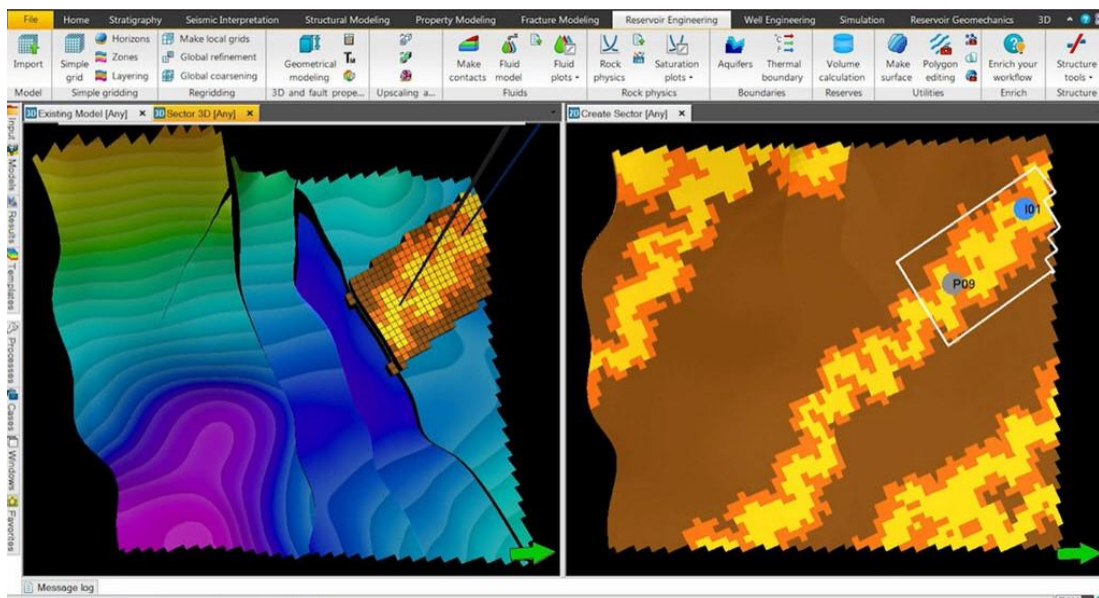 File Home Stratigraphy Seismic Interpretation Structural Modeling Property Modeling Fracture Modeling Reservoir Engineering Well Engineering Simulation Reservoir Geomechanics 3D
Import
Model
Simple grid
Horizons
Zones
Layering
Simple gridding
Make local grids
Global refinement
Global coarsening
Regridding
Geometrical modeling
3D and fault prope...
Upscaling a...
Make contacts
Fluid model
Fluid plots
Fluids
Rock physics
Saturation plots
Rock physics
Aquifers
Thermal boundary
Boundaries
Volume calculation
Reserves
Make surface
Polygon editing
Utilities
Enrich your workflow
Enrich
Structure tools
Structure
3D Existing Model [Any]
3D Sector 3D [Any]
2D Create Sector [Any]
Input
Models
Results
Templates
Processes
Cases
Windows
Favorites
I01
P09
Message log